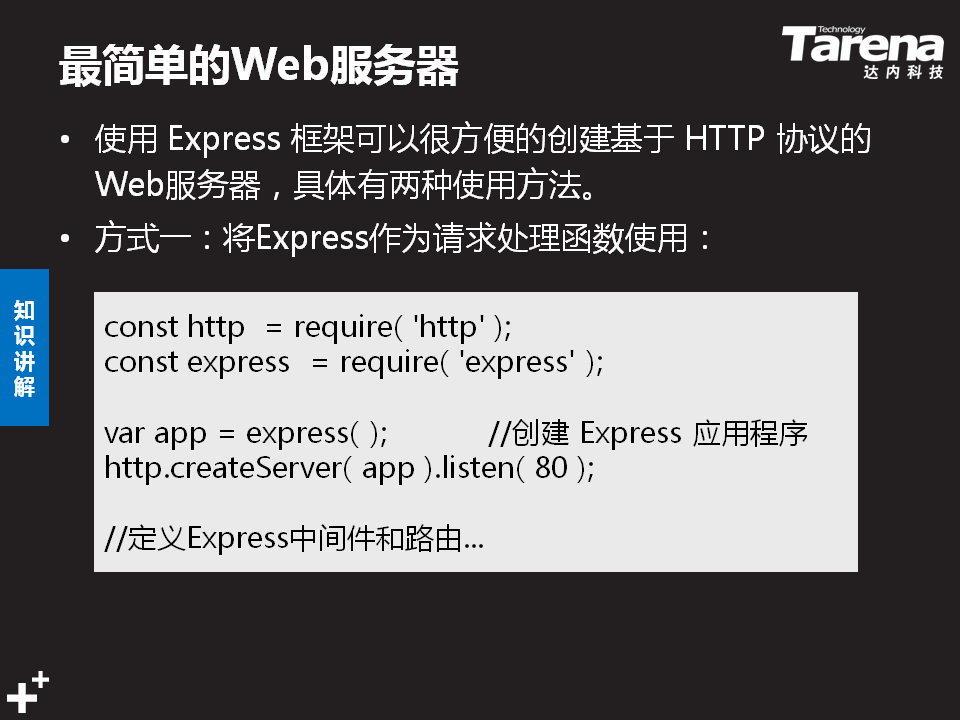 最简单的Web服务器
Technology
Tarena
达内科技
• 使用 Express 框架可以很方便的创建基于 HTTP 协议的
Web服务器，具体有两种使用方法。
• 方式一：将Express作为请求处理函数使用：
知
识
讲
解
const http  = require( 'http' );
const express  = require( 'express' );
var app = express( );          //创建 Express 应用程序
http.createServer( app ).listen( 80 );
//定义Express中间件和路由...